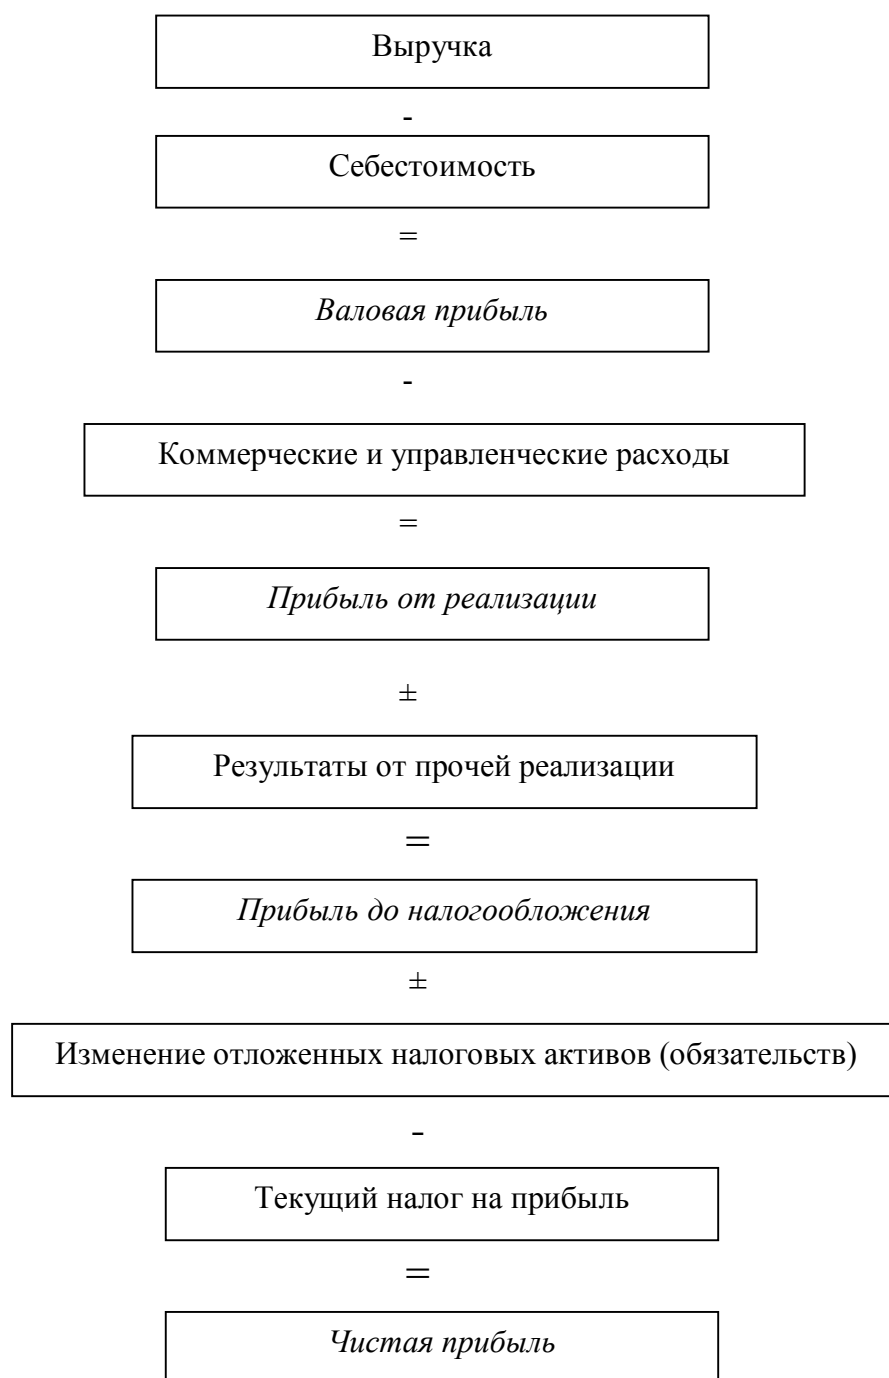 Выручка
-
Себестоимость
=
Валовая прибыль
-
Коммерческие и управленческие расходы
=
Прибыль от реализации
±
Результаты от прочей реализации
=
Прибыль до налогообложения
±
Изменение отложенных налоговых активов (обязательств)
-
Текущий налог на прибыль
=
Чистая прибыль